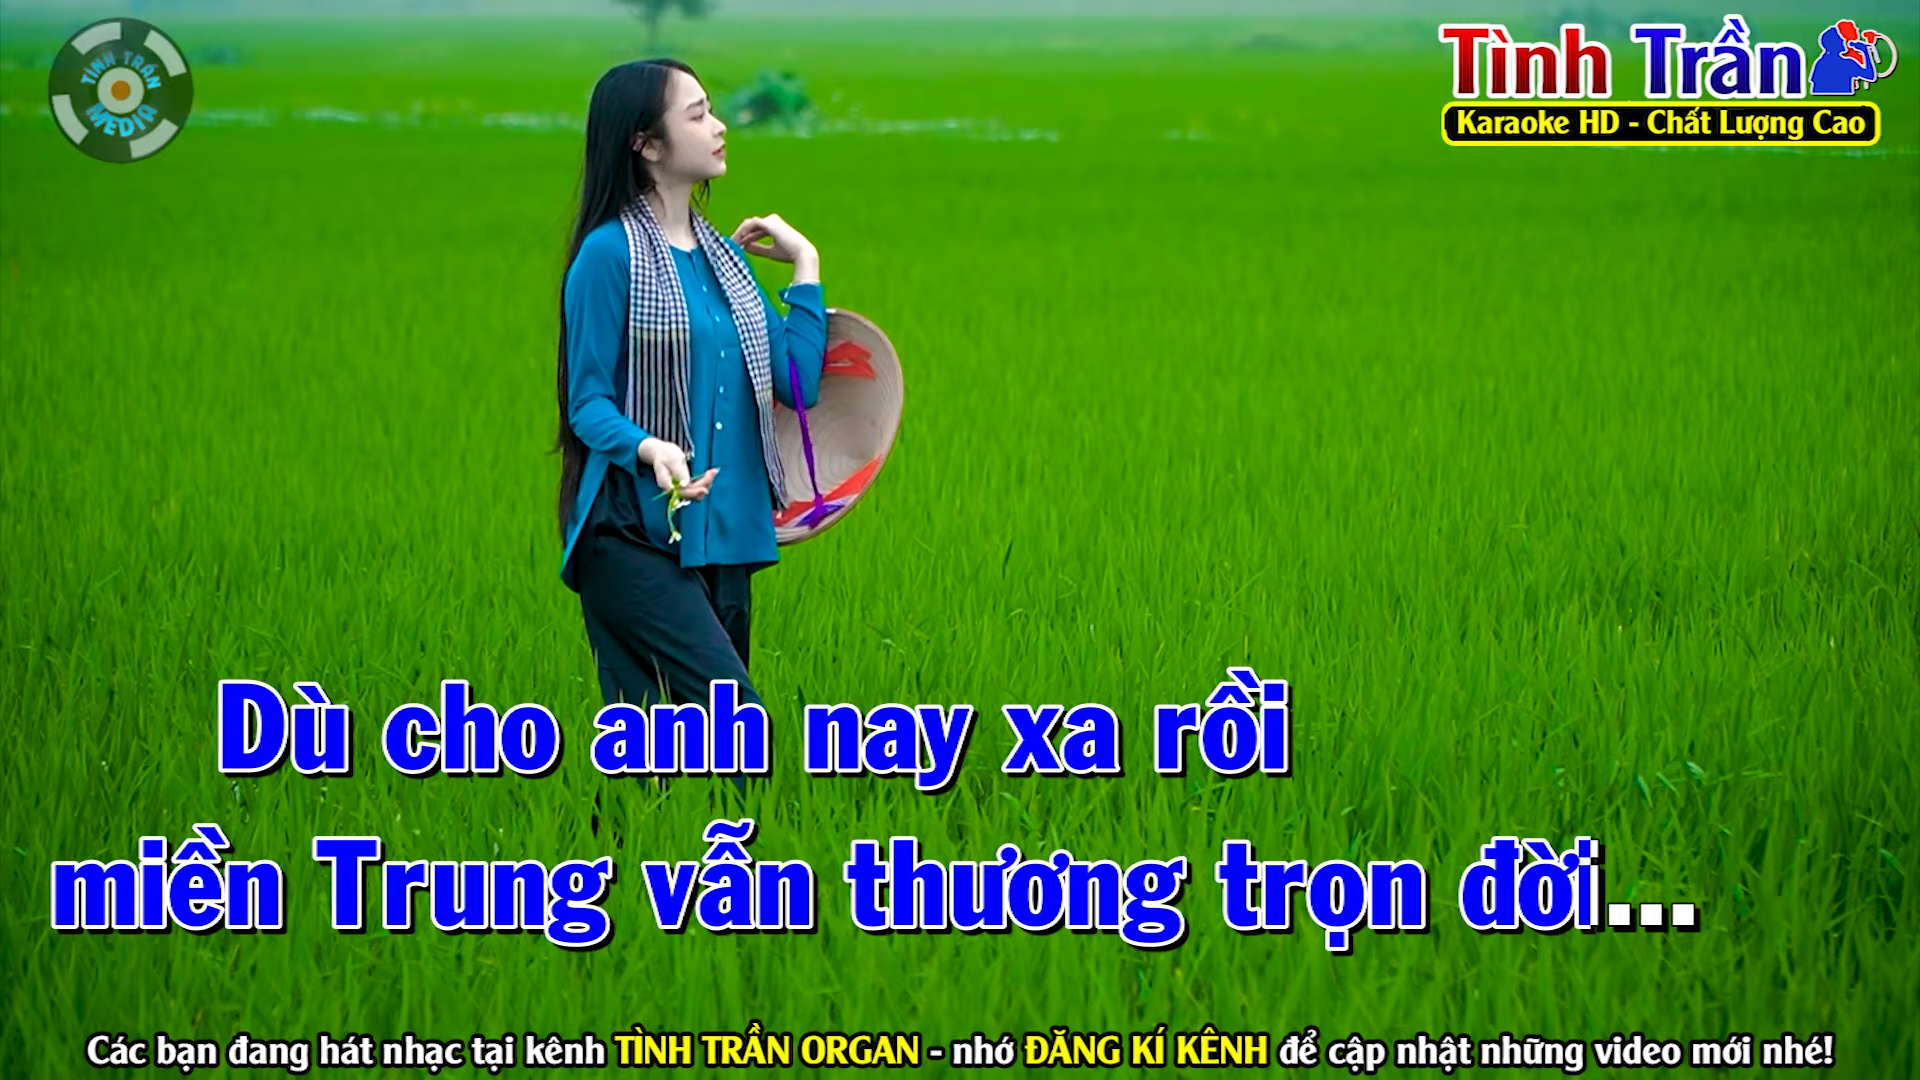 TÌNH TRẦN
MEDIA
Tình Trần
Karaoke HD - Chất Lượng Cao
Dù cho anh nay xa rồi
miền Trung vẫn thương trọn đời...
Các bạn đang hát nhạc tại kênh TÌNH TRẦN ORGAN - nhớ ĐĂNG KÍ KÊNH để cập nhật những video mới nhé!